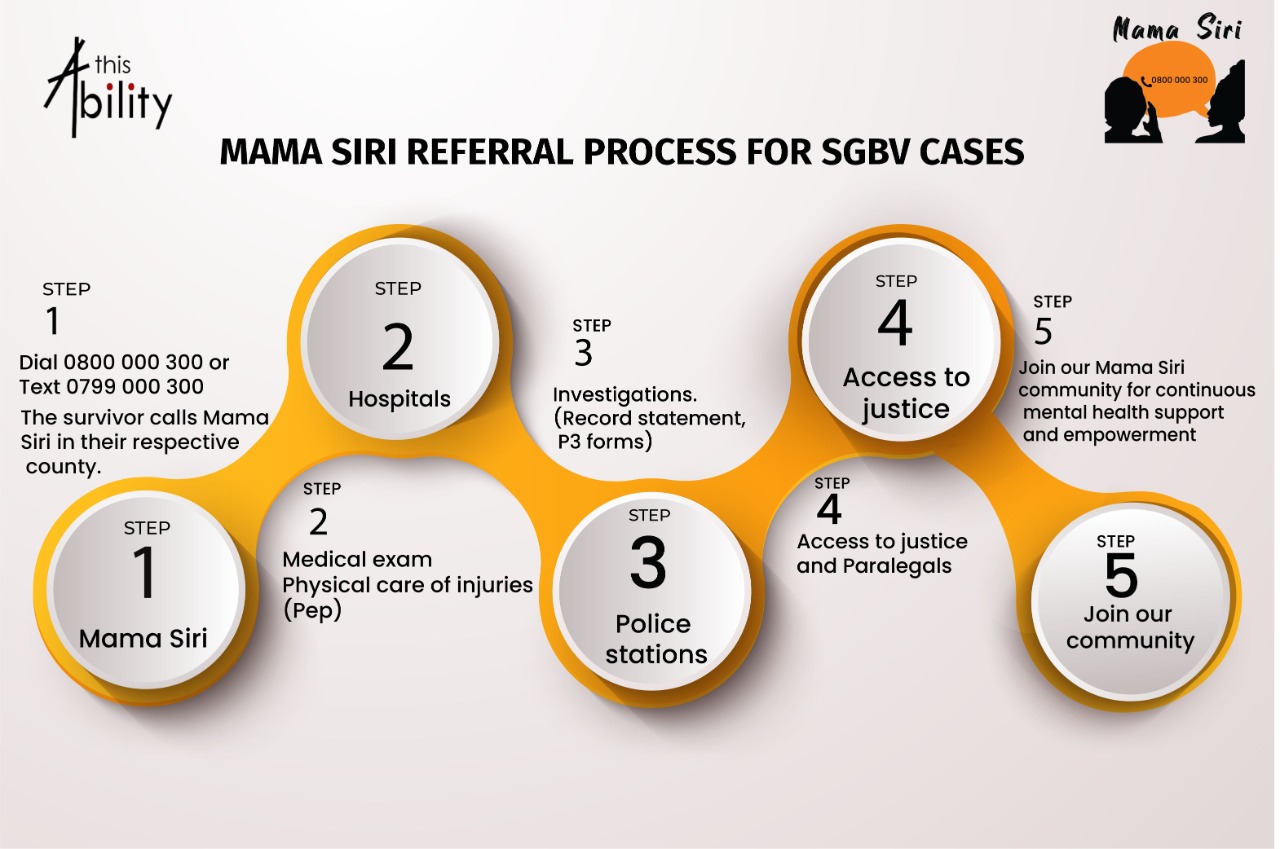 this
Ability
Mama Siri
0800 000 300
MAMA SIRI REFERRAL PROCESS FOR SGBV CASES
STEP
1
Dial 0800 000 300 or
Text 0799 000 300
The survivor calls Mama
Siri in their respective
county.
STEP
1
Mama Siri
STEP
2
Hospitals
STEP
2
Medical exam
Physical care of injuries
(Pep)
STEP
3
Investigations.
(Record statement,
P3 forms)
STEP
3
Police
stations
STEP
4
Access to
justice
STEP
4
Access to justice
and Paralegals
STEP
5
Join our Mama Siri
community for continuous
mental health support
and empowerment
STEP
5
Join our
community